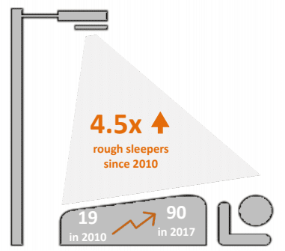 4.5x
rough sleepers
since 2010
19
in 2010
90
in 2017